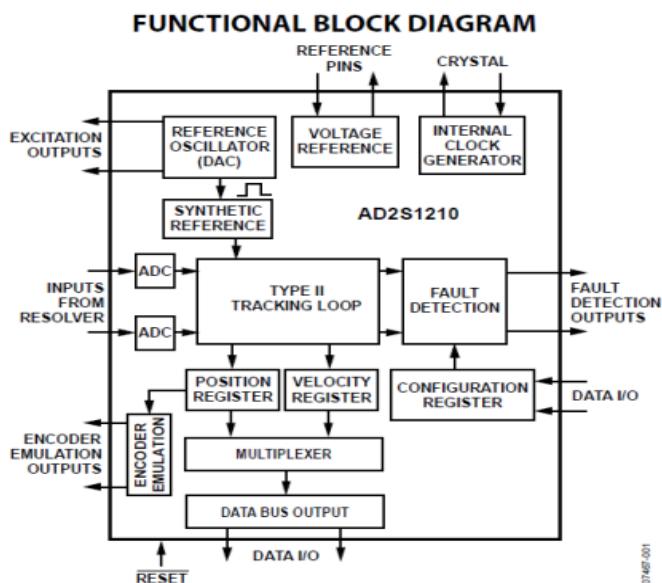 FUNCTIONAL BLOCK DIAGRAM
REFERENCE
PINS
CRYSTAL
EXCITATION
OUTPUTS
REFERENCE
OSCILLATOR
(DAC)
VOLTAGE
REFERENCE
INTERNAL
CLOCK
GENERATOR
SYNTHETIC
REFERENCE
AD2S1210
INPUTS
FROM
RESOLVER
ADC
ADC
TYPE II
TRACKING LOOP
FAULT
DETECTION
FAULT
DETECTION
OUTPUTS
POSITION
REGISTER
VELOCITY
REGISTER
CONFIGURATION
REGISTER
DATA I/O
ENCODER
EMULATION
OUTPUTS
ENCODER
EMULATION
MULTIPLEXER
DATA BUS OUTPUT
RESET
DATA I/O
07467-001